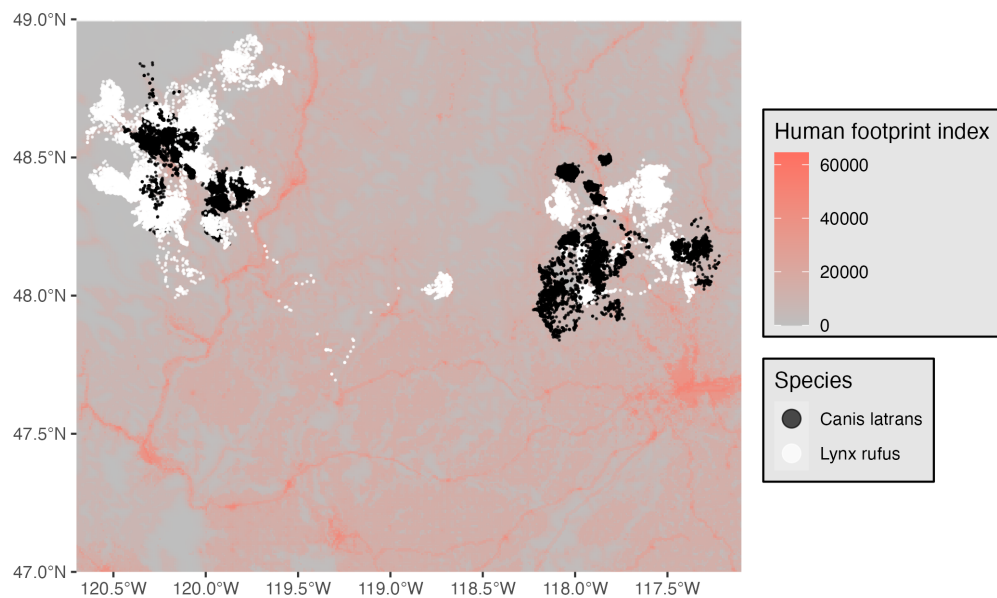 49.0°N
48.5°N
48.0°N
47.5°N
47.0°N
120.5°W 120.0°W 119.5°W 119.0°W 118.5°W 118.0°W 117.5°W
Human footprint index
60000
40000
20000
0
Species
Canis latrans
Lynx rufus